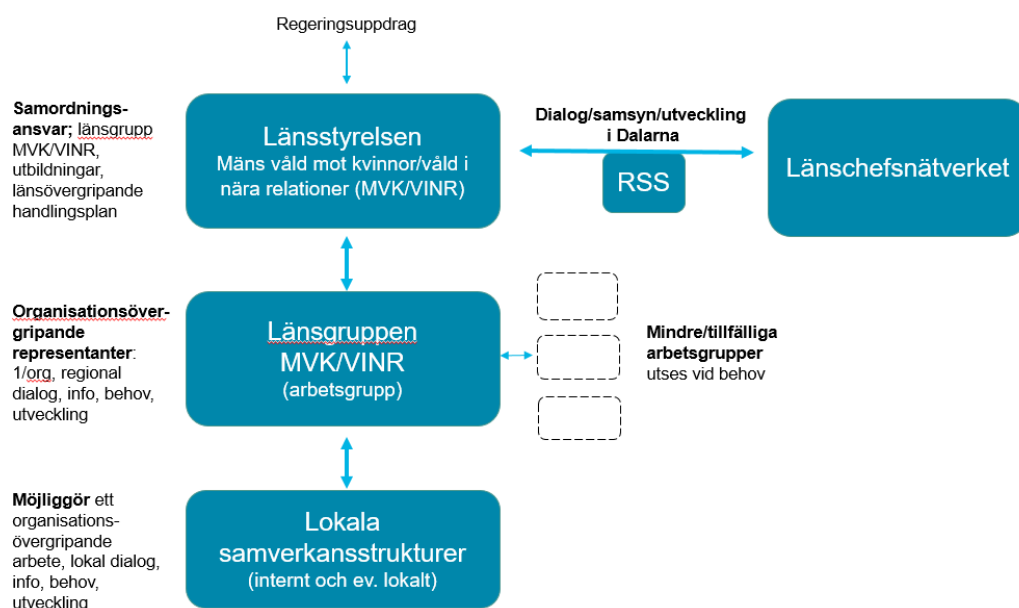 Regeringsuppdrag
Samordnings-
ansvar; länsgrupp
MVK/VINR,
utbildningar,
länsövergripande
handlingsplan
Länsstyrelsen
Mäns våld mot kvinnor/våld i
nära relationer (MVK/VINR)
Dialog/samsyn/utveckling
i Dalarna
RSS
Länschefsnätverket
Organisationsöver-
gripande
representanter:
1/org, regional
dialog, info, behov,
utveckling
Länsgruppen
MVK/VINR
(arbetsgrupp)
Mindre/tillfälliga
arbetsgrupper
utses vid behov
Möjliggör ett
organisations-
övergripande
arbete, lokal dialog,
info, behov,
utveckling
Lokala
samverkansstrukturer
(internt och ev. lokalt)